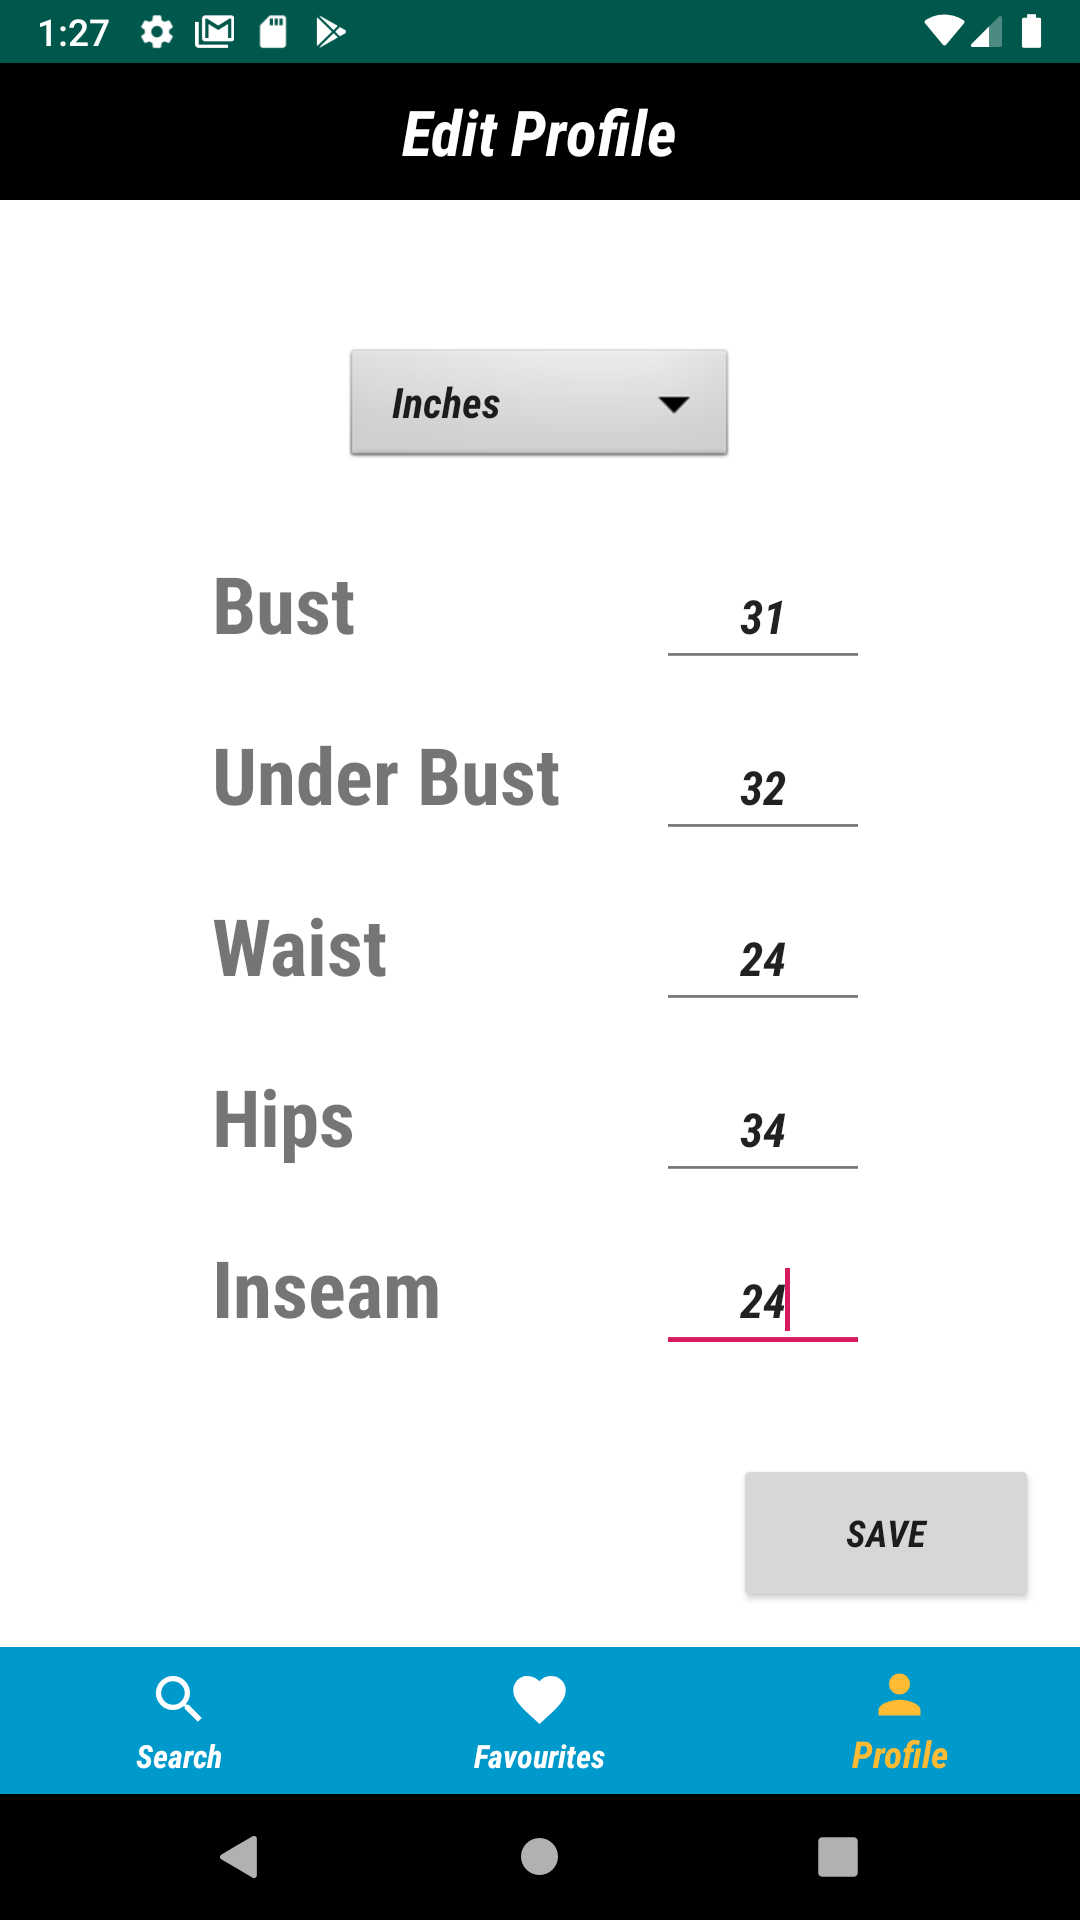 1:27
Edit Profile
Inches
Bust 31
Under Bust 32
Waist 24
Hips 34
Inseam 24
SAVE
Search Favourites Profile